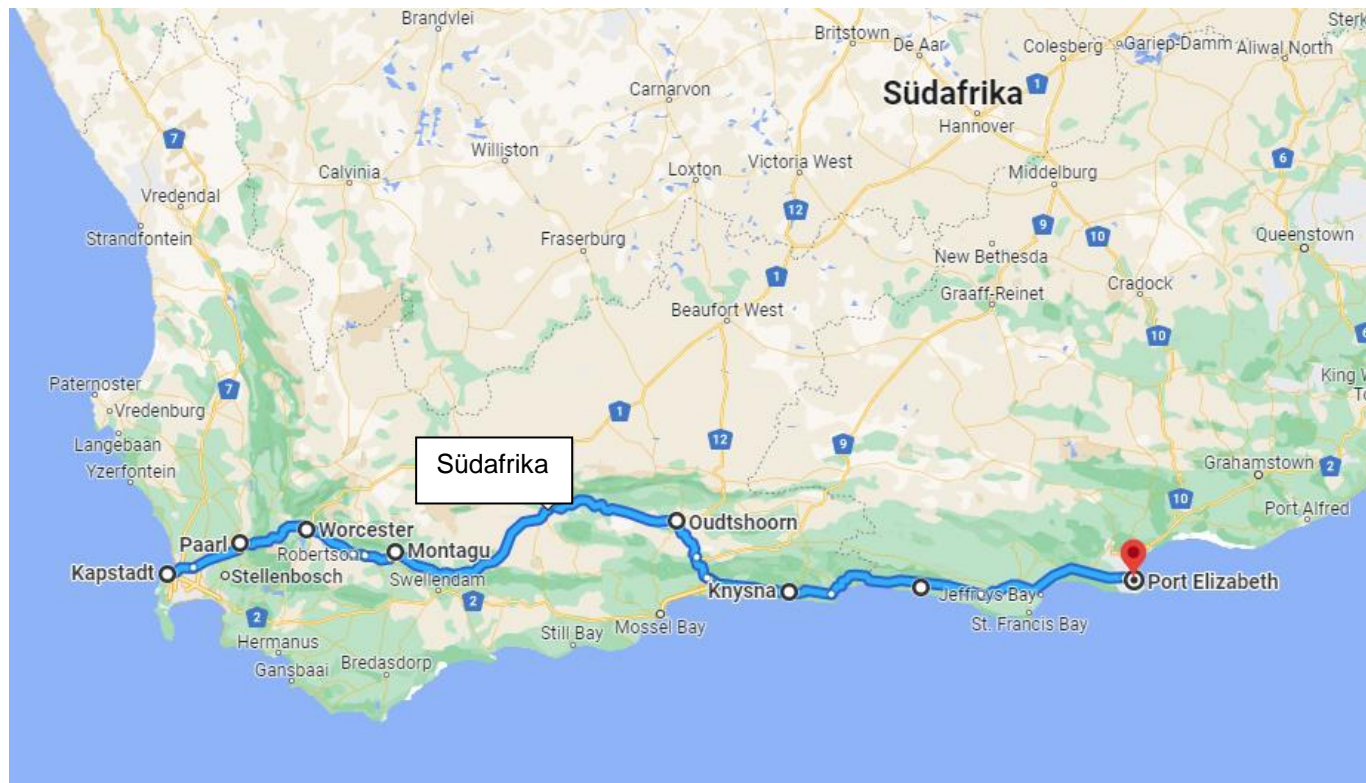 Brandvlei
Britstown
De Aar
Colesberg
Gariep-Damm
Aliwal North
Sterk
1
Carnarvon
Südafrika
Hannover
7
Williston
Loxton
Victoria West
Middelburg
6
Calvinia
Vredendal
12
9
10
Strandfontein
Fraserburg
New Bethesda
Queenstown
1
Graaff-Reinet
Cradock
Beaufort West
10
6
Paternoster
7
King W
To
Vredenburg
1
Langebaan
12
9
Südafrika
Yzerfontein
Grahamstown
2
10
Port Alfred
Oudtshoorn
Worcester
Paarl
Robertson
Montagu
Kapstadt
Stellenbosch
Swellendam
Knysna
Port Elizabeth
Jeffreys Bay
2
2
Mossel Bay
St. Francis Bay
Hermanus
Still Bay
Gansbaai
Bredasdorp